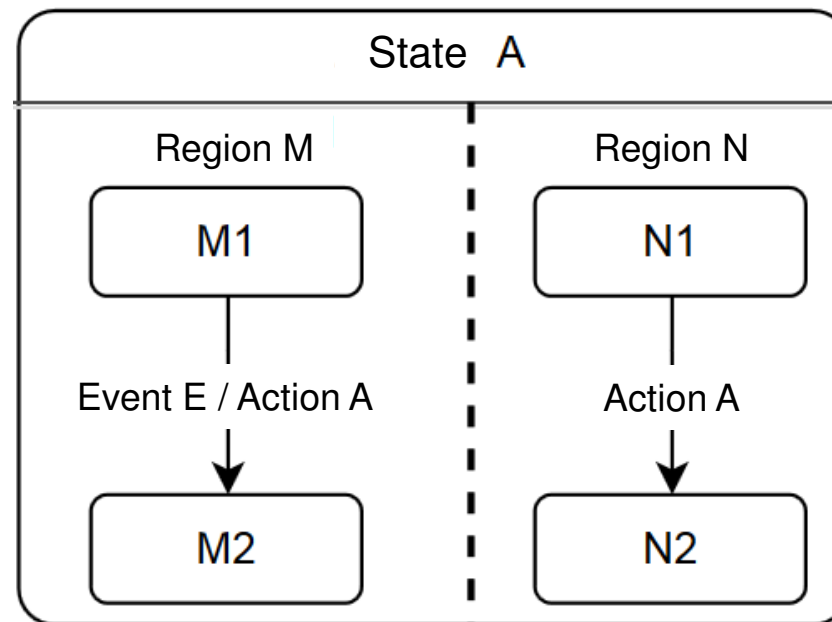 State A
Region M
Region N
M1
N1
Event E / Action A
Action A
M2
N2